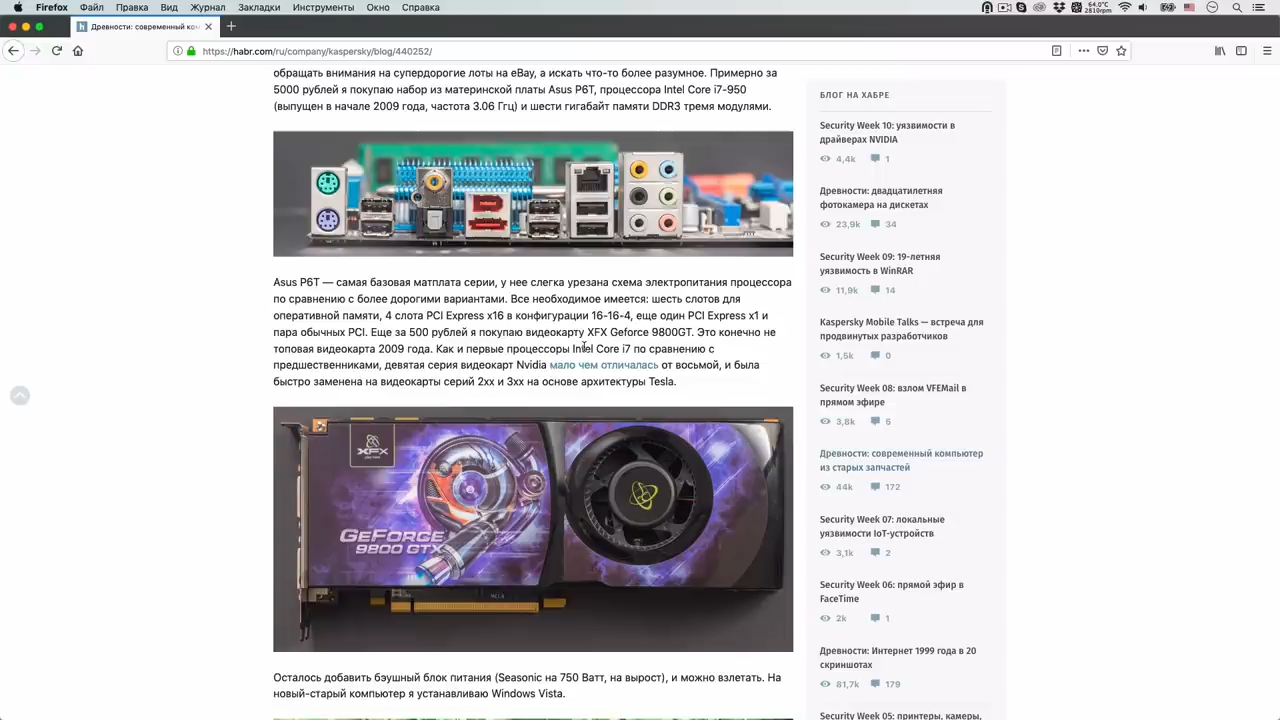 Firefox Файл Правка Вид Журнал Закладки Инструменты Окно Справка
64.0°C
2810rpm
Древности: современный ком
https://habr.com/ru/company/kaspersky/blog/440252/
обращать внимания на супердорогие лоты на eBay, а искать что-то более разумное. Примерно за
5000 рублей я покупаю набор из материнской платы Asus P6T, процессора Intel Core i7-950
(выпущен в начале 2009 года, частота 3.06 Ггц) и шести гигабайт памяти DDR3 тремя модулями.
Asus P6T — самая базовая матплата серии, у нее слегка урезана схема электропитания процессора
по сравнению с более дорогими вариантами. Все необходимое имеется: шесть слотов для
оперативной памяти, 4 слота PCI Express x16 в конфигурации 16-16-4, еще один PCI Express x1 и
пара обычных PCI. Еще за 500 рублей я покупаю видеокарту XFX Geforce 9800GT. Это конечно не
топовая видеокарта 2009 года. Как и первые процессоры Intel Core i7 по сравнению с
предшественниками, девятая серия видеокарт Nvidia мало чем отличалась от восьмой, и была
быстро заменена на видеокарты серий 2xx и 3xx на основе архитектуры Tesla.
XFX
GEFORCE
9800 GTX
Осталось добавить бэушный блок питания (Seasonic на 750 Ватт, на вырост), и можно взлетать. На
новый-старый компьютер я устанавливаю Windows Vista.
БЛОГ НА ХАБРЕ
Security Week 10: уязвимости в
драйверах NVIDIA
4,4k 1
Древности: двадцатилетняя
фотокамера на дискетах
23,9k 34
Security Week 09: 19-летняя
уязвимость в WinRAR
11,9k 14
Kaspersky Mobile Talks — встреча для
продвинутых разработчиков
1,5k 0
Security Week 08: взлом VFEMail в
прямом эфире
3,8k 6
Древности: современный компьютер
из старых запчастей
44k 172
Security Week 07: локальные
уязвимости IoT-устройств
3,1k 2
Security Week 06: прямой эфир в
FaceTime
2k 1
Древности: Интернет 1999 года в 20
скриншотах
81,7k 179
Security Week 05: принтеры, камеры,